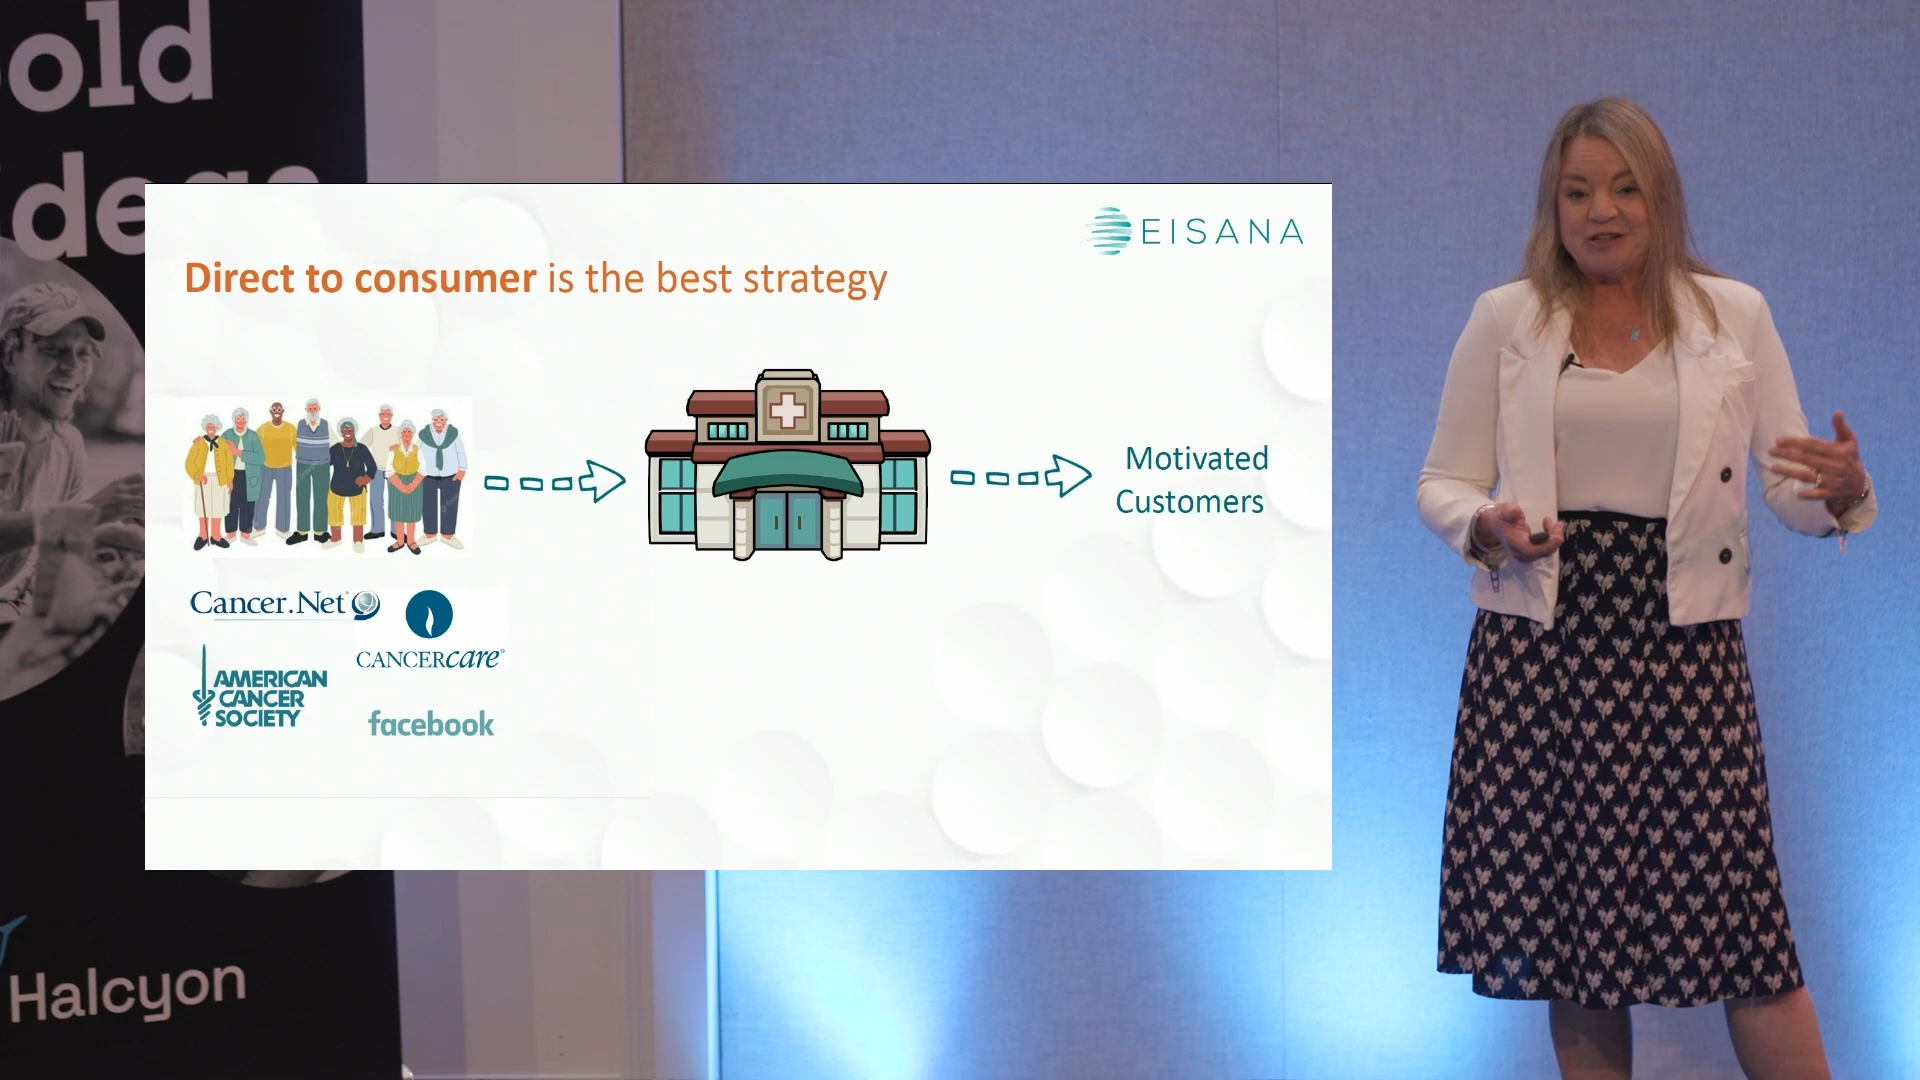 old
deas
EISANA
Direct to consumer is the best strategy
Motivated
Customers
Cancer.Net
CANCERcare®
AMERICAN
CANCER
SOCIETY
facebook
Halcyon